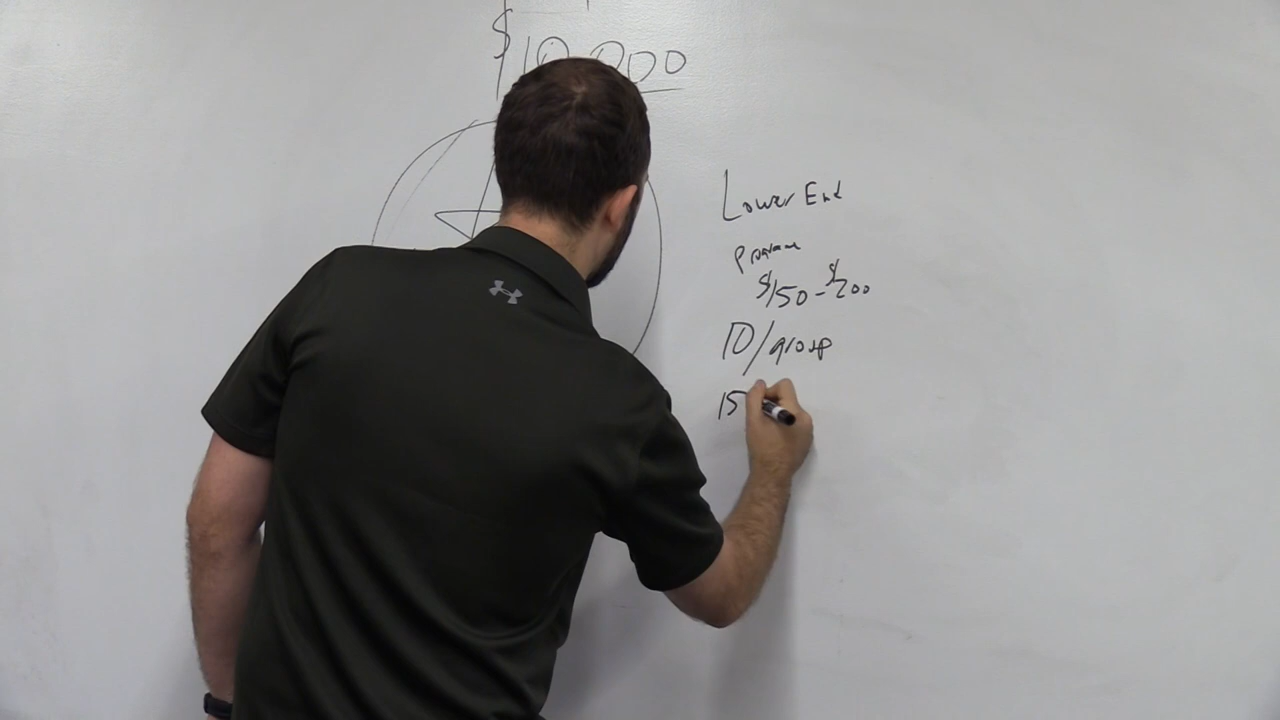 $10,000
Lower End
Program
$150-$200
10/group
15